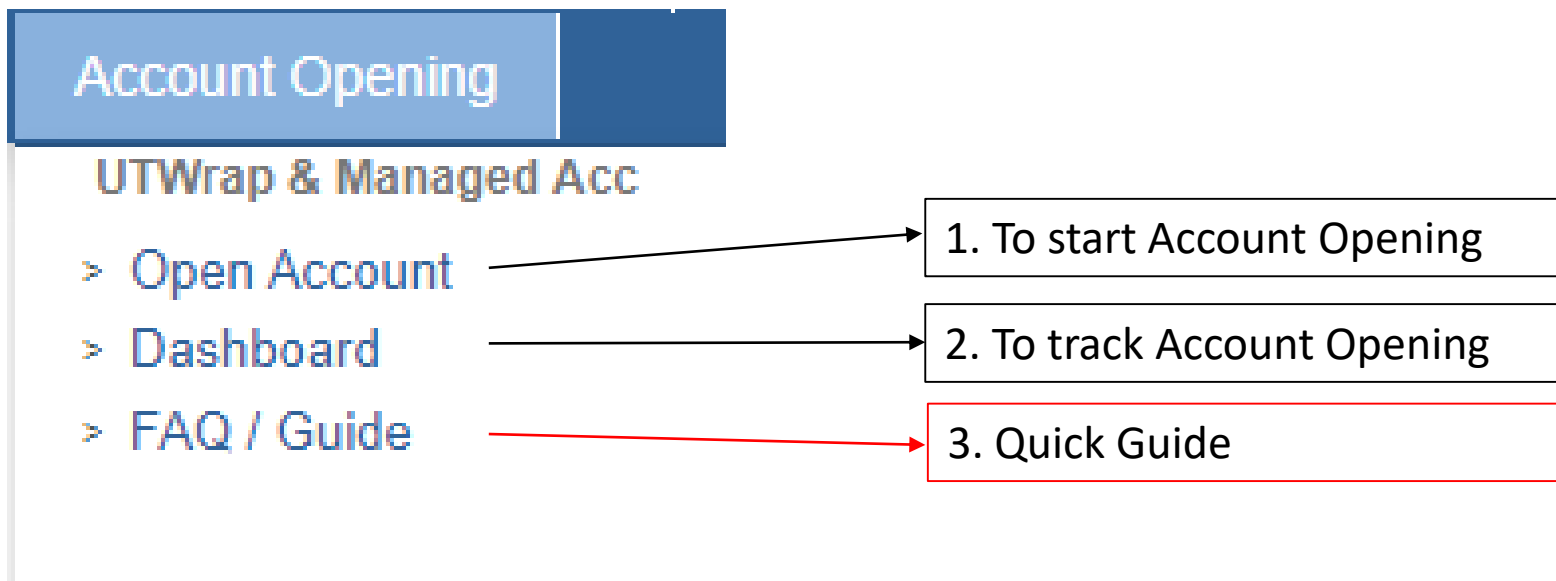 Account Opening
UTWrap & Managed Acc
> Open Account
1. To start Account Opening
> Dashboard
2. To track Account Opening
> FAQ / Guide
3. Quick Guide